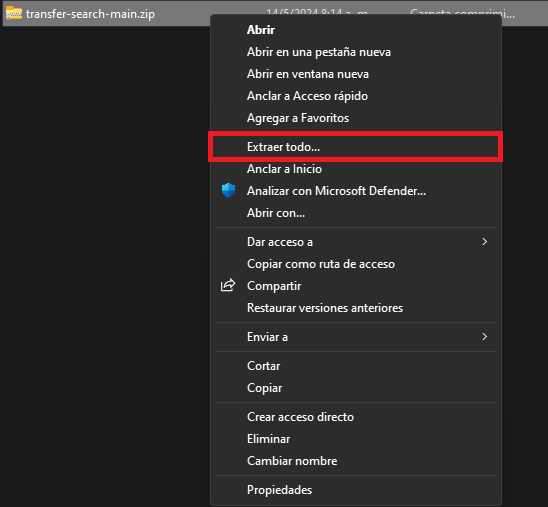 transfer-search-main.zip 14/5/2024 8:14 a. m. Carpeta comprimi...
Abrir
Abrir en una pestaña nueva
Abrir en ventana nueva
Anclar a Acceso rápido
Agregar a Favoritos
Extraer todo...
Anclar a Inicio
Analizar con Microsoft Defender...
Abrir con...
Dar acceso a
Copiar como ruta de acceso
Compartir
Restaurar versiones anteriores
Enviar a
Cortar
Copiar
Crear acceso directo
Eliminar
Cambiar nombre
Propiedades